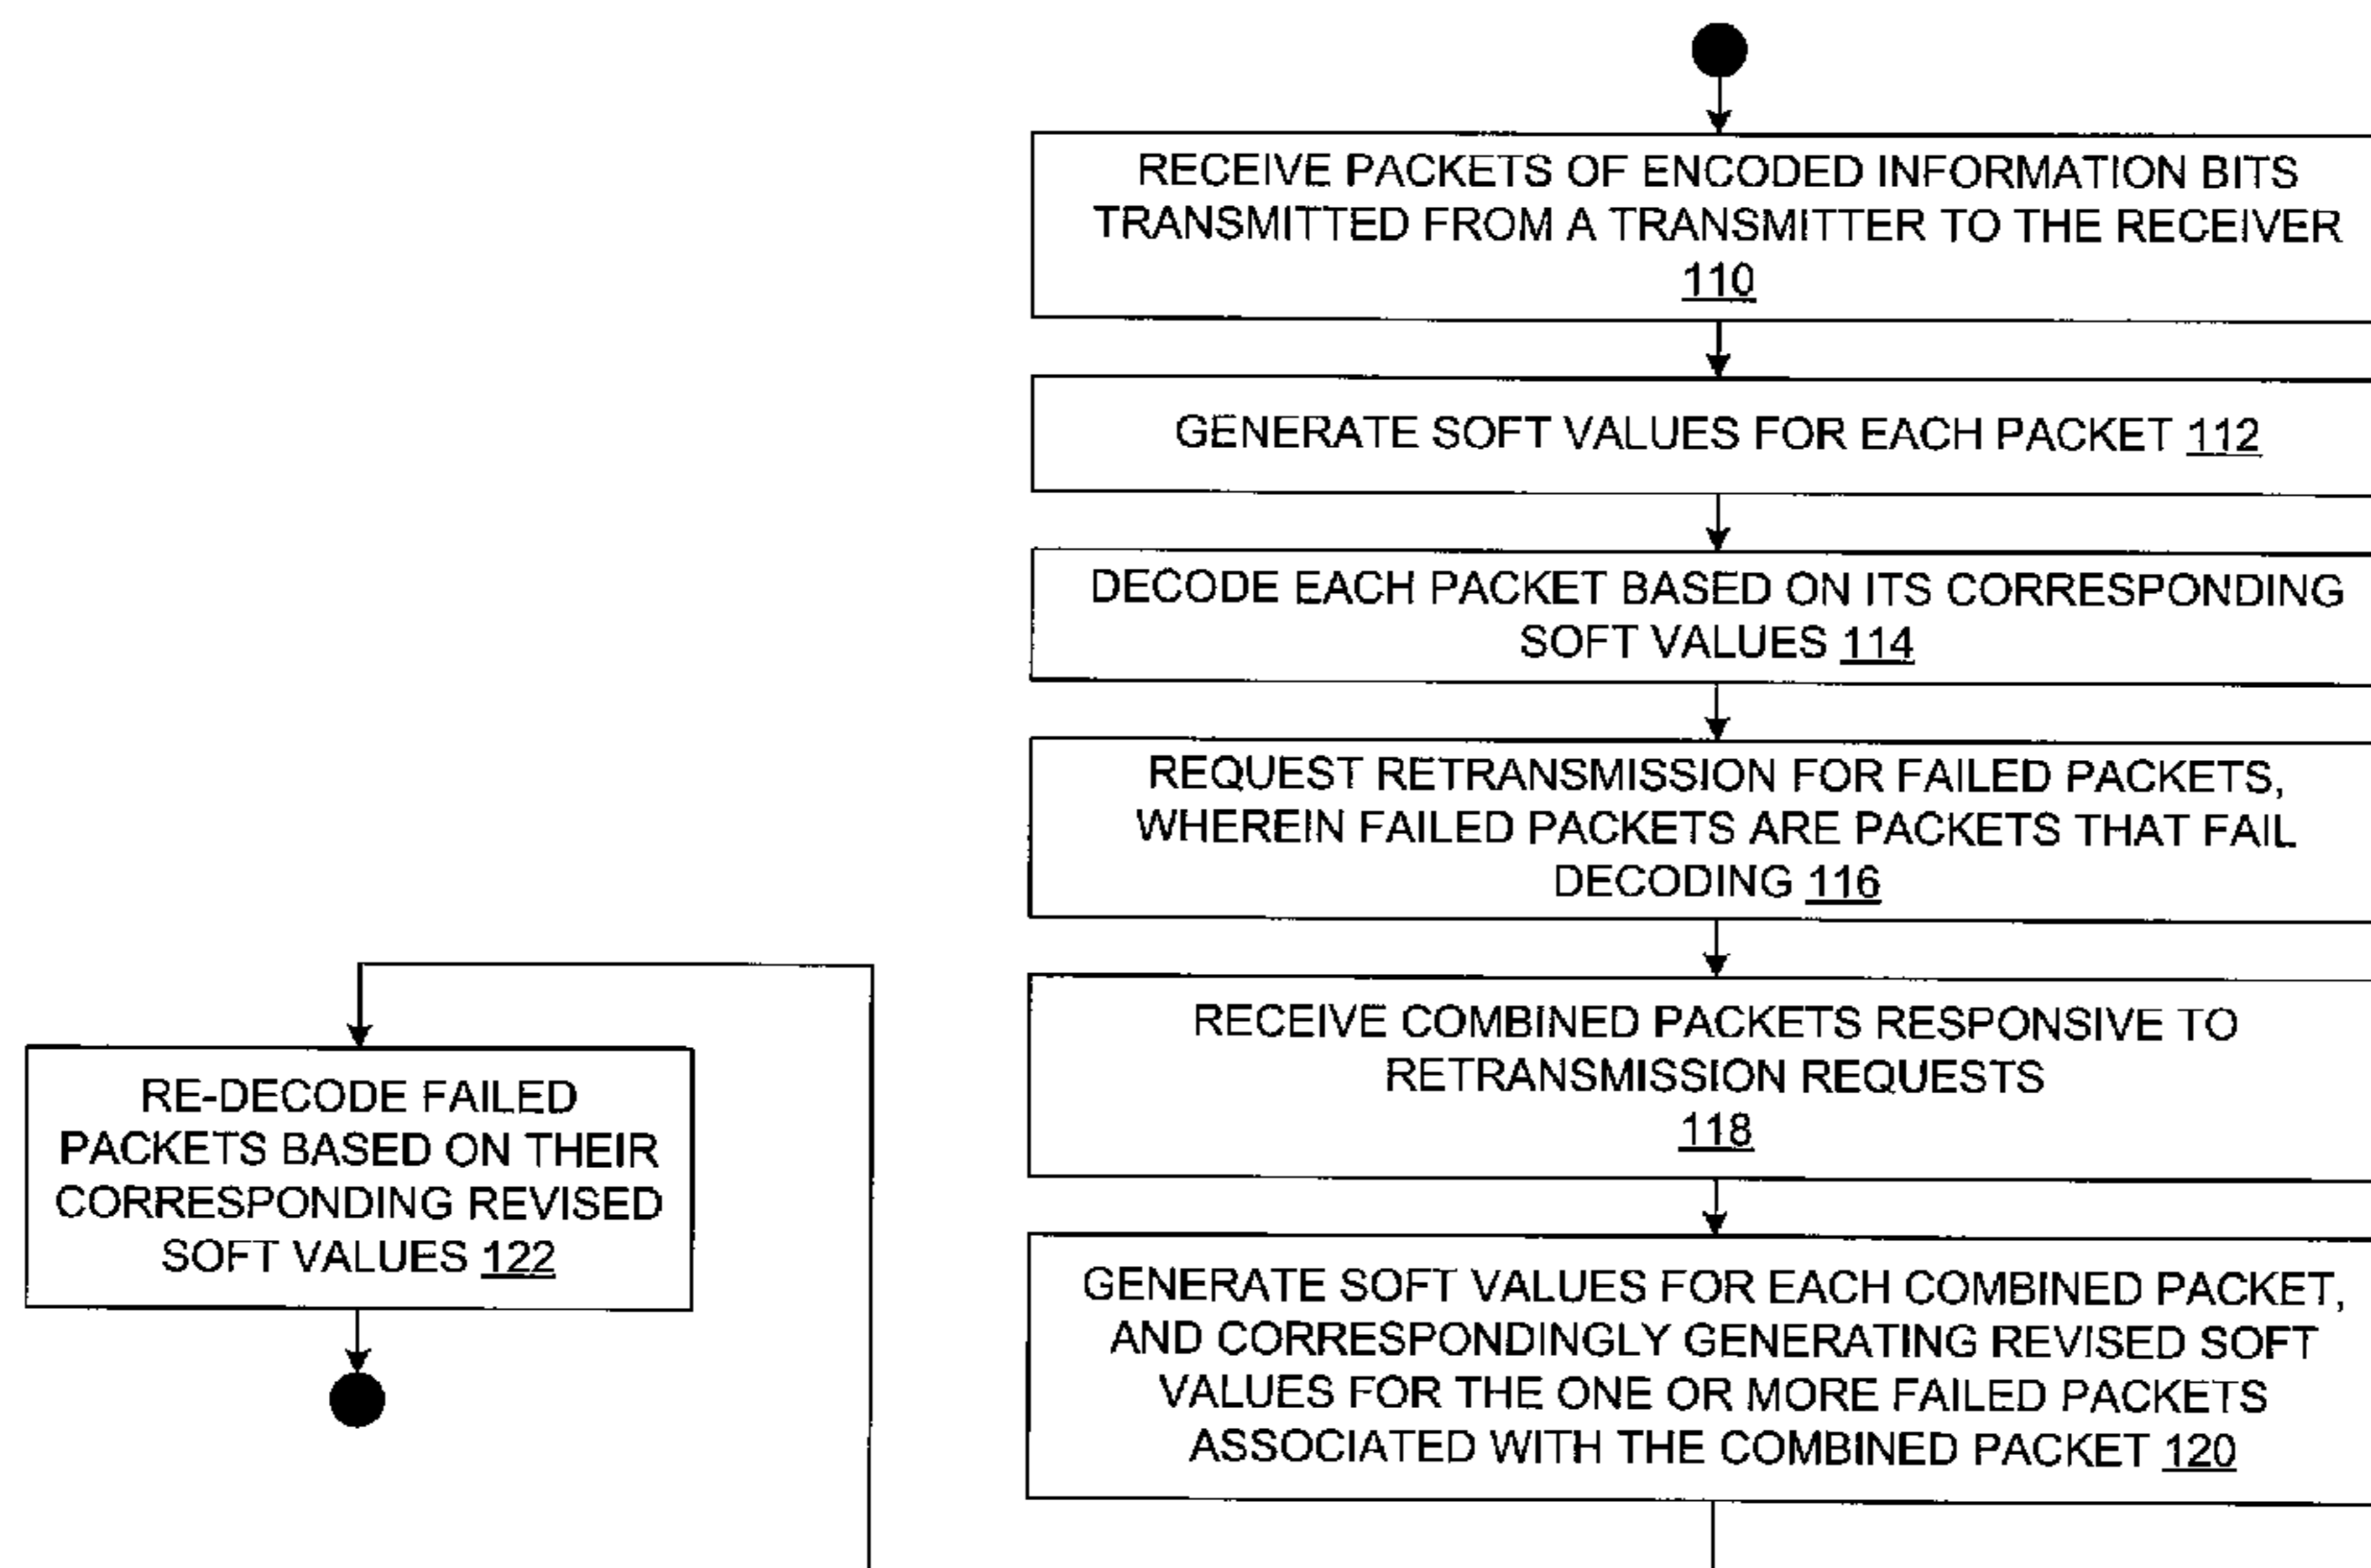 RECEIVE PACKETS OF ENCODED INFORMATION BITS
TRANSMITTED FROM A TRANSMITTER TO THE RECEIVER
110
GENERATE SOFT VALUES FOR EACH PACKET 112
DECODE EACH PACKET BASED ON ITS CORRESPONDING
SOFT VALUES 114
REQUEST RETRANSMISSION FOR FAILED PACKETS,
WHEREIN FAILED PACKETS ARE PACKETS THAT FAIL
DECODING 116
RECEIVE COMBINED PACKETS RESPONSIVE TO
RETRANSMISSION REQUESTS
118
GENERATE SOFT VALUES FOR EACH COMBINED PACKET,
AND CORRESPONDINGLY GENERATING REVISED SOFT
VALUES FOR THE ONE OR MORE FAILED PACKETS
ASSOCIATED WITH THE COMBINED PACKET 120
RE-DECODE FAILED
PACKETS BASED ON THEIR
CORRESPONDING REVISED
SOFT VALUES 122